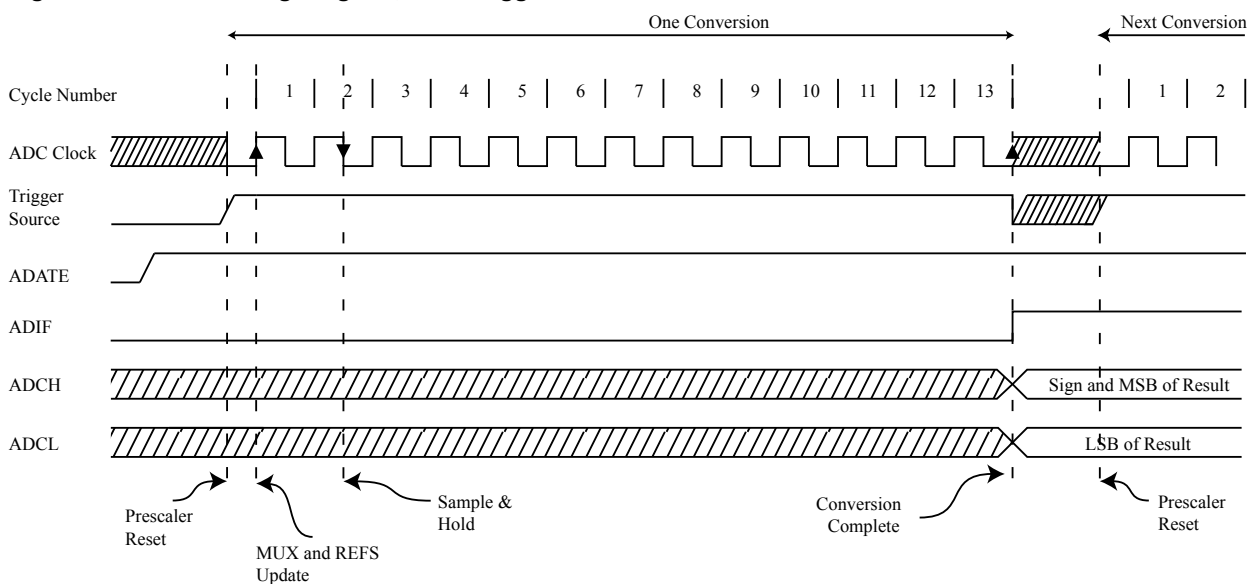 One Conversion
Next Conversion
Cycle Number
1 2 3 4 5 6 7 8 9 10 11 12 13 1 2
ADC Clock
Trigger
Source
ADATE
ADIF
ADCH
Sign and MSB of Result
ADCL
LSB of Result
Prescaler
Reset
MUX and REFS
Update
Sample &
Hold
Conversion
Complete
Prescaler
Reset